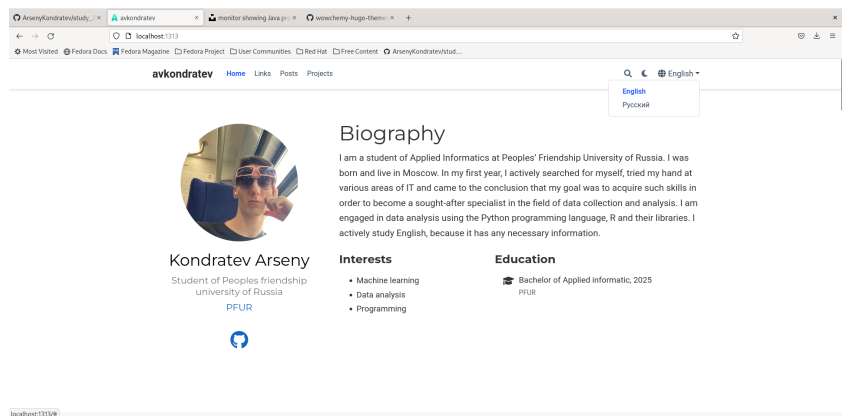 ArsenyKondratev/study_2
avkondratev
monitor showing Java pro
wowchemy-hugo-themes
localhost:1313
Most Visited Fedora Docs Fedora Magazine Fedora Project User Communities Red Hat Free Content ArsenyKondratev/stud...
avkondratev Home Links Posts Projects English
English
Русский
Biography
I am a student of Applied Informatics at Peoples' Friendship University of Russia. I was
born and live in Moscow. In my first year, I actively searched for myself, tried my hand at
various areas of IT and came to the conclusion that my goal was to acquire such skills in
order to become a sought-after specialist in the field of data collection and analysis. I am
engaged in data analysis using the Python programming language, R and their libraries. I
actively study English, because it has any necessary information.
Kondratev Arseny
Student of Peoples friendship
university of Russia
PFUR
Interests
• Machine learning
• Data analysis
• Programming
Education
Bachelor of Applied informatic, 2025
PFUR
localhost:1313/#